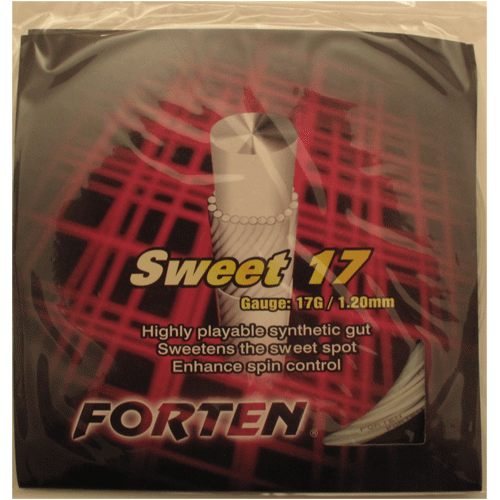 Sweet 17
Gauge: 17G / 1.20mm
Highly playable synthetic gut
Sweetens the sweet spot
Enhance spin control
FORTEN®